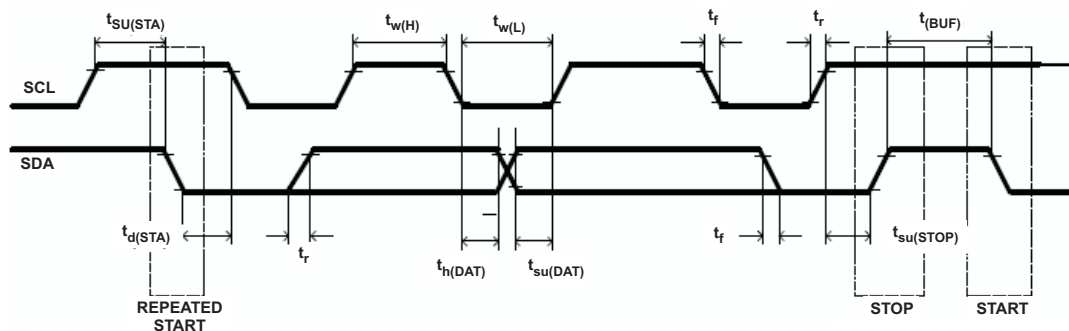 tSU(STA)
tw(H)
tw(L)
tf
tr
t(BUF)
SCL
SDA
td(STA)
tr
th(DAT)
tsu(DAT)
tf
tsu(STOP)
REPEATED
START
STOP
START